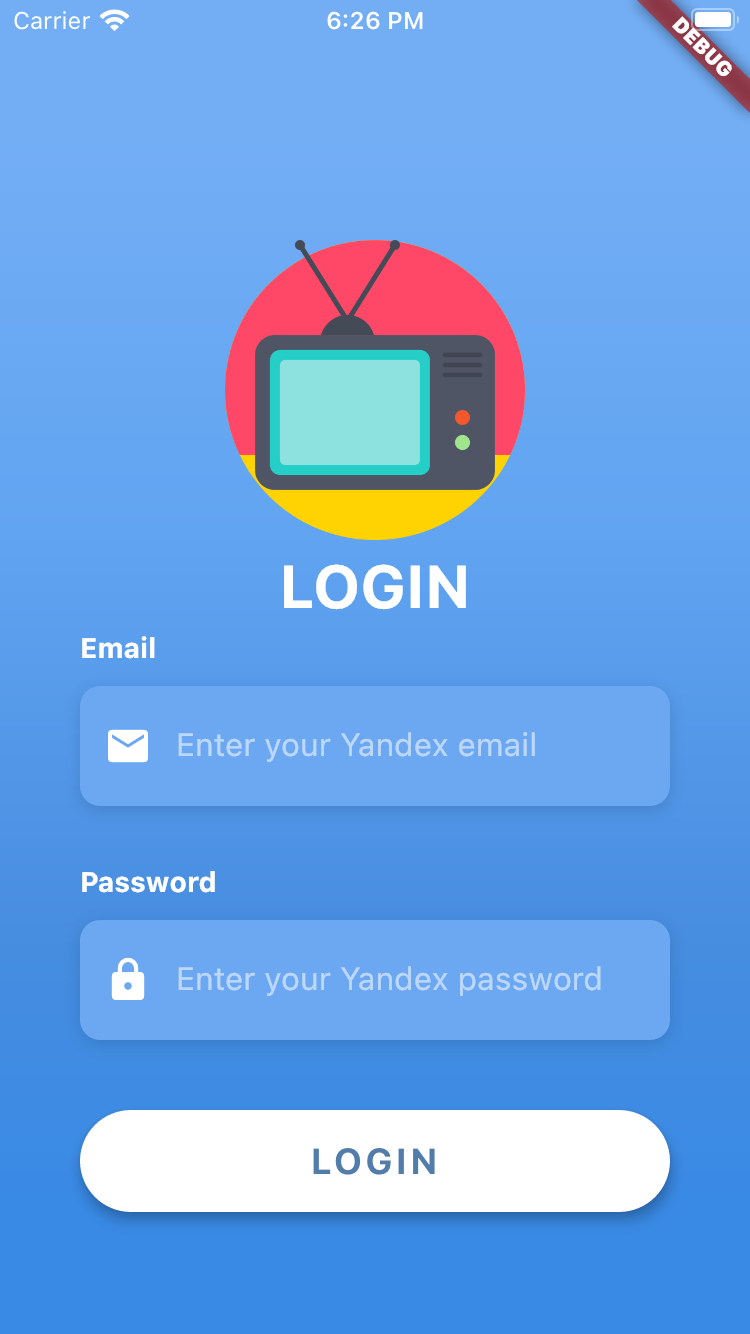 Carrier 6:26 PM
DEBUG
LOGIN
Email
Enter your Yandex email
Password
Enter your Yandex password
LOGIN